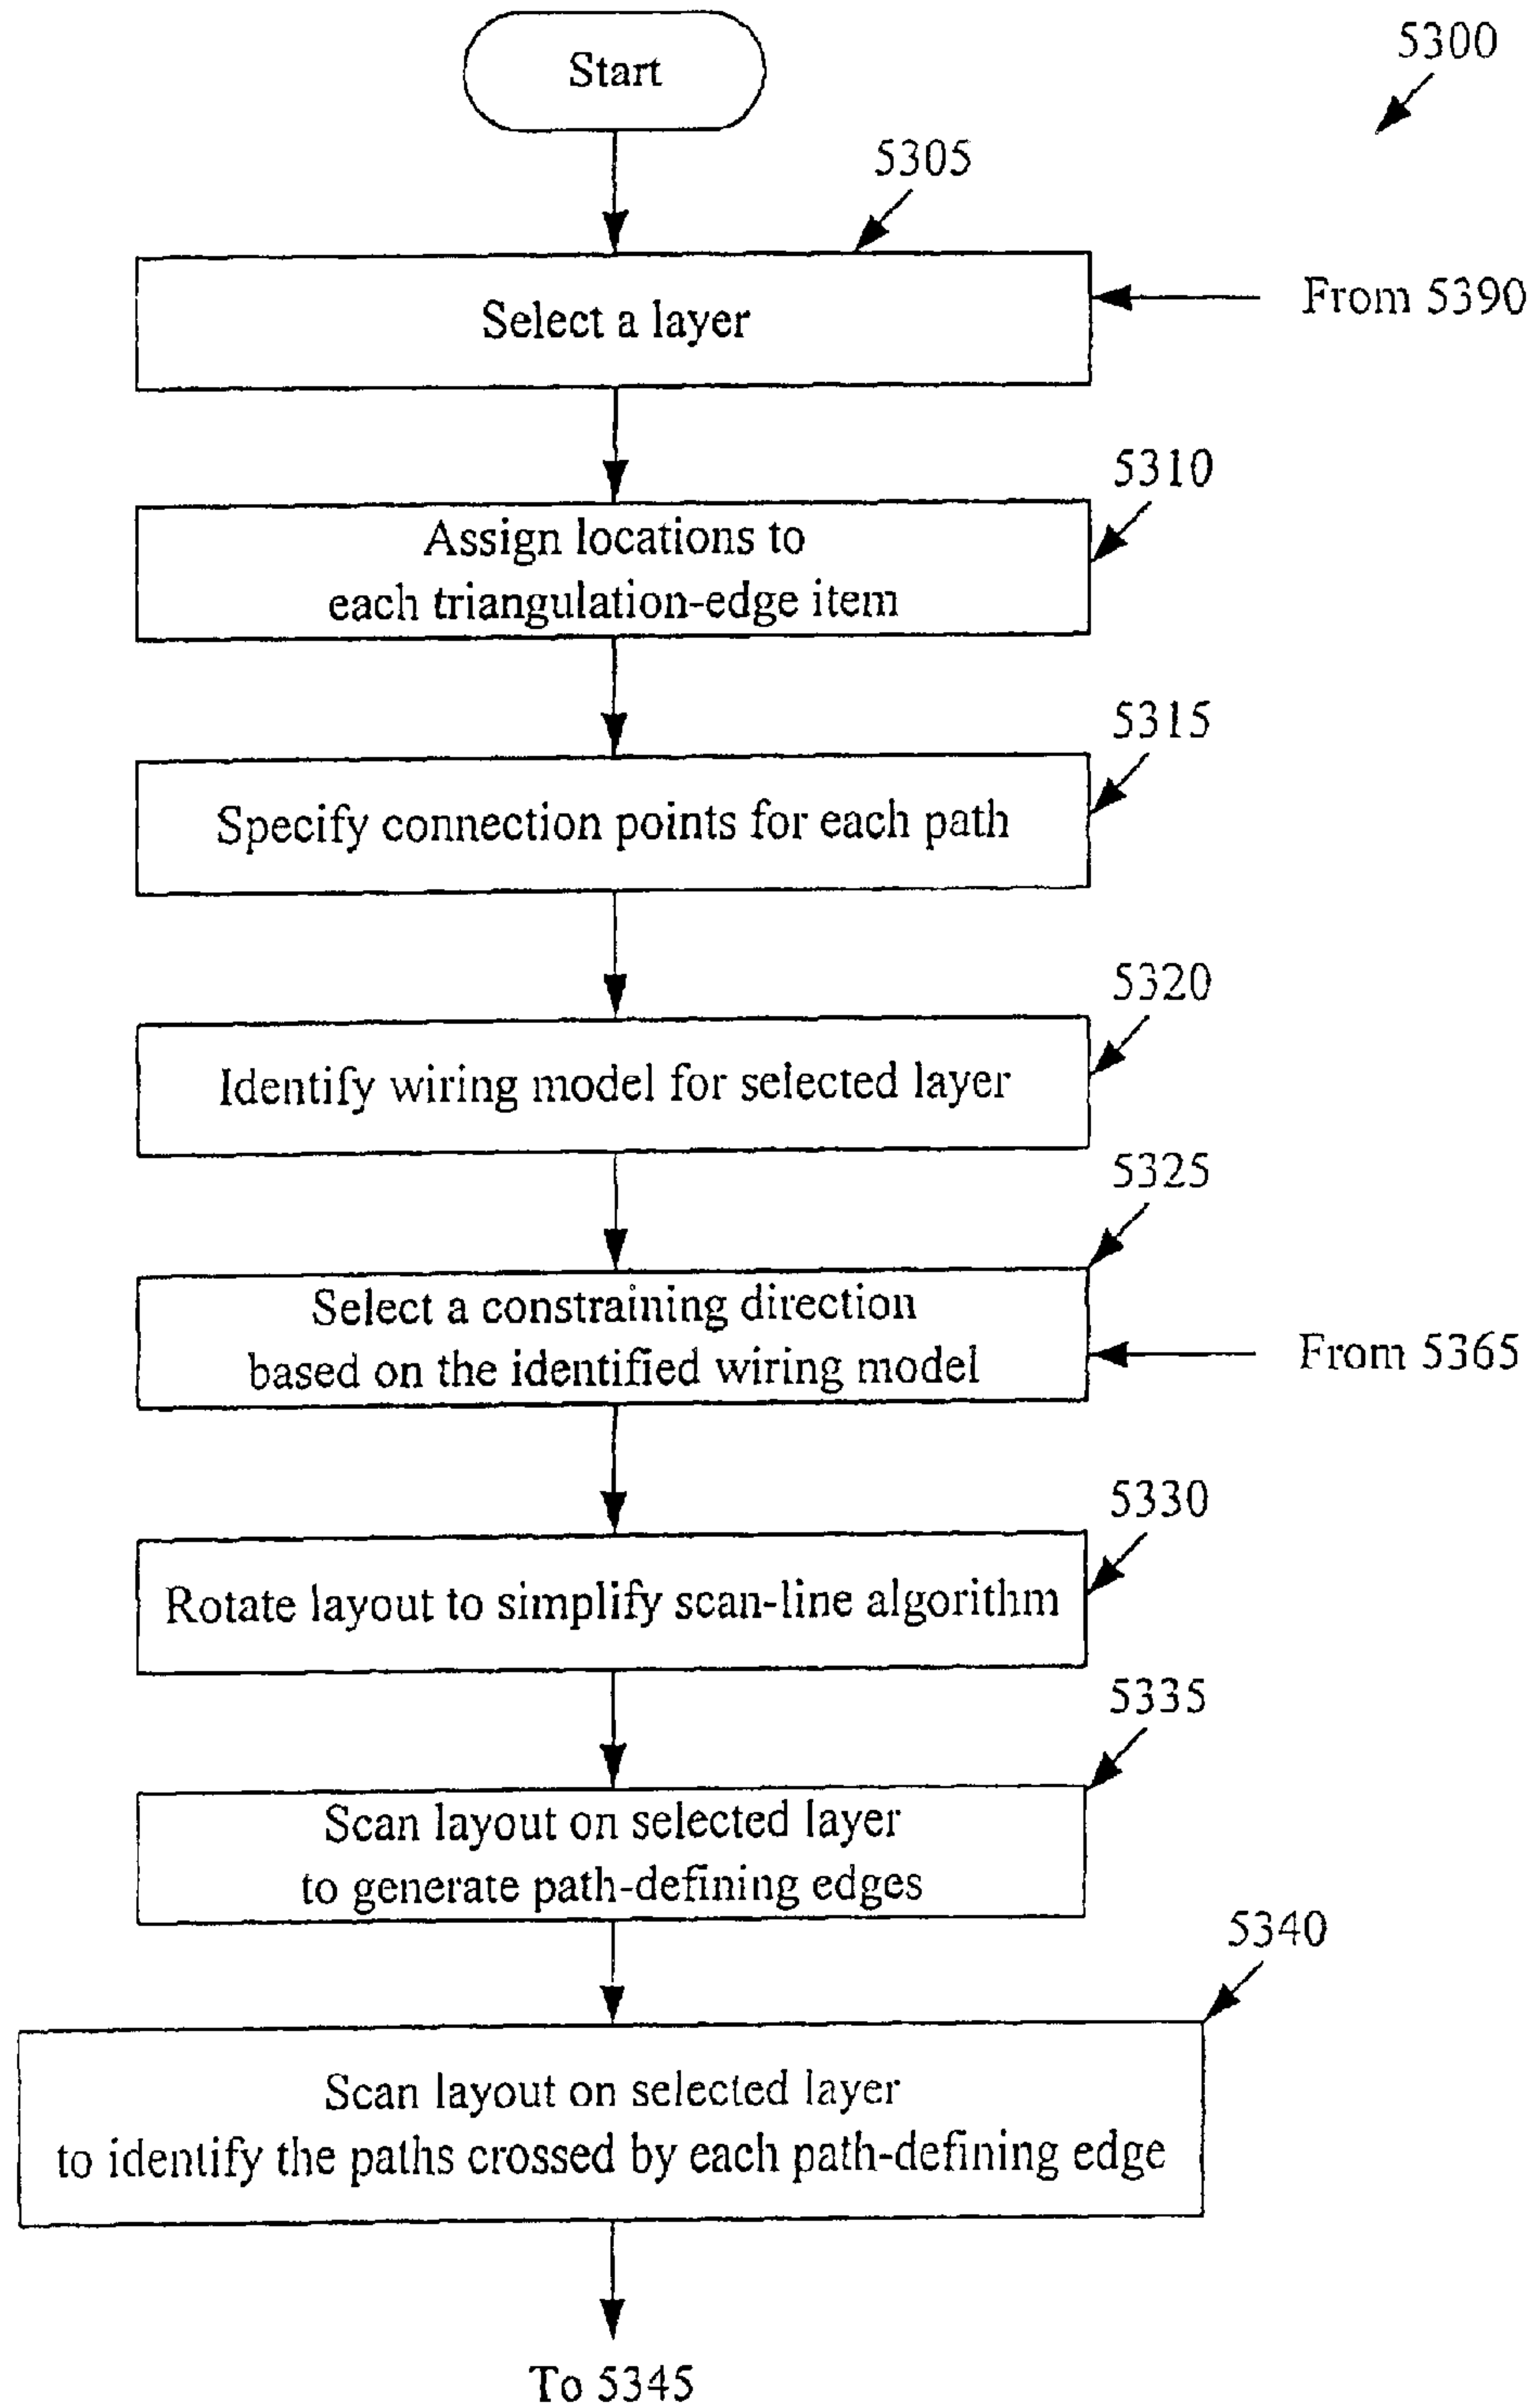 Start
5300
5305
Select a layer
From 5390
5310
Assign locations to
each triangulation-edge item
5315
Specify connection points for each path
5320
Identify wiring model for selected layer
5325
Select a constraining direction
based on the identified wiring model
From 5365
5330
Rotate layout to simplify scan-line algorithm
5335
Scan layout on selected layer
to generate path-defining edges
5340
Scan layout on selected layer
to identify the paths crossed by each path-defining edge
To 5345